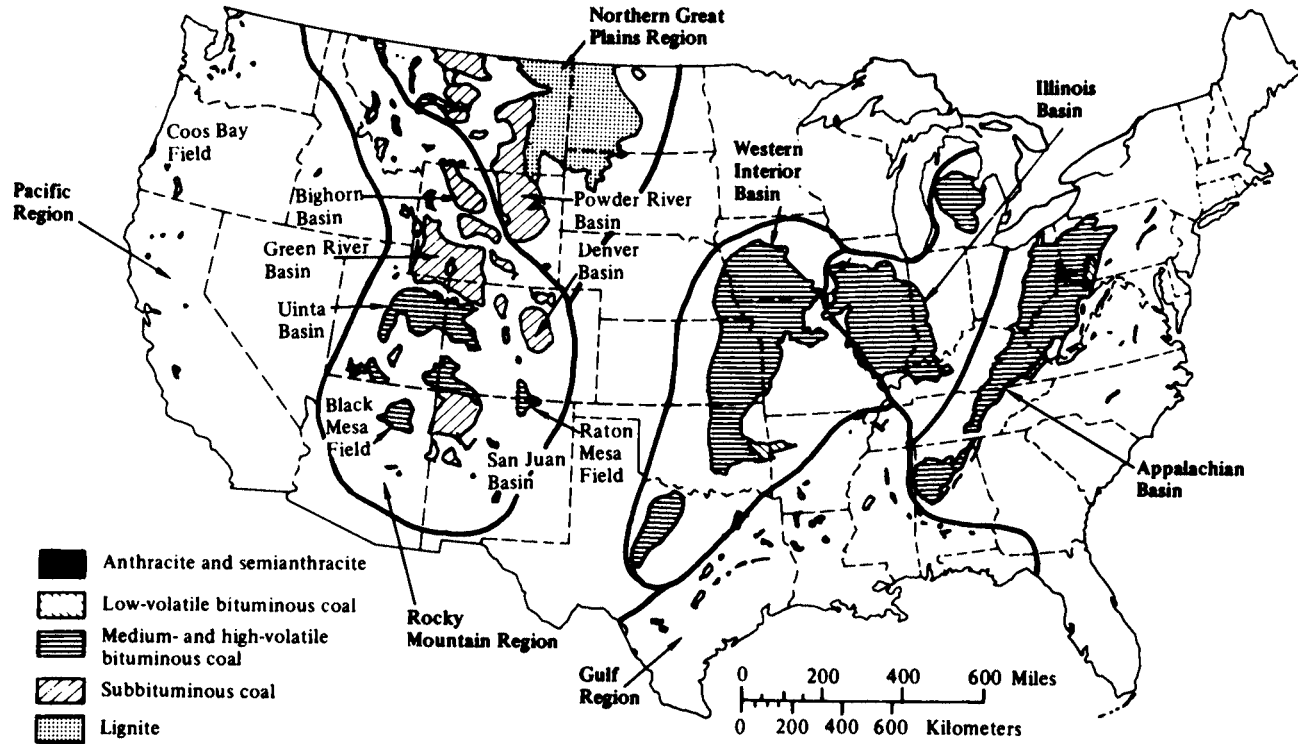 Northern Great
Plains Region
Illinois
Basin
Coos Bay
Field
Western
Interior
Basin
Pacific
Region
Bighorn
Basin
Powder River
Basin
Green River
Basin
Denver
Basin
Uinta
Basin
Black
Mesa
Field
San Juan
Basin
Raton
Mesa
Field
Appalachian
Basin
Anthracite and semianthracite
Low-volatile bituminous coal
Medium- and high-volatile
bituminous coal
Subbituminous coal
Lignite
Rocky
Mountain Region
Gulf
Region
0 200 400 600 Miles
0 200 400 600 Kilometers